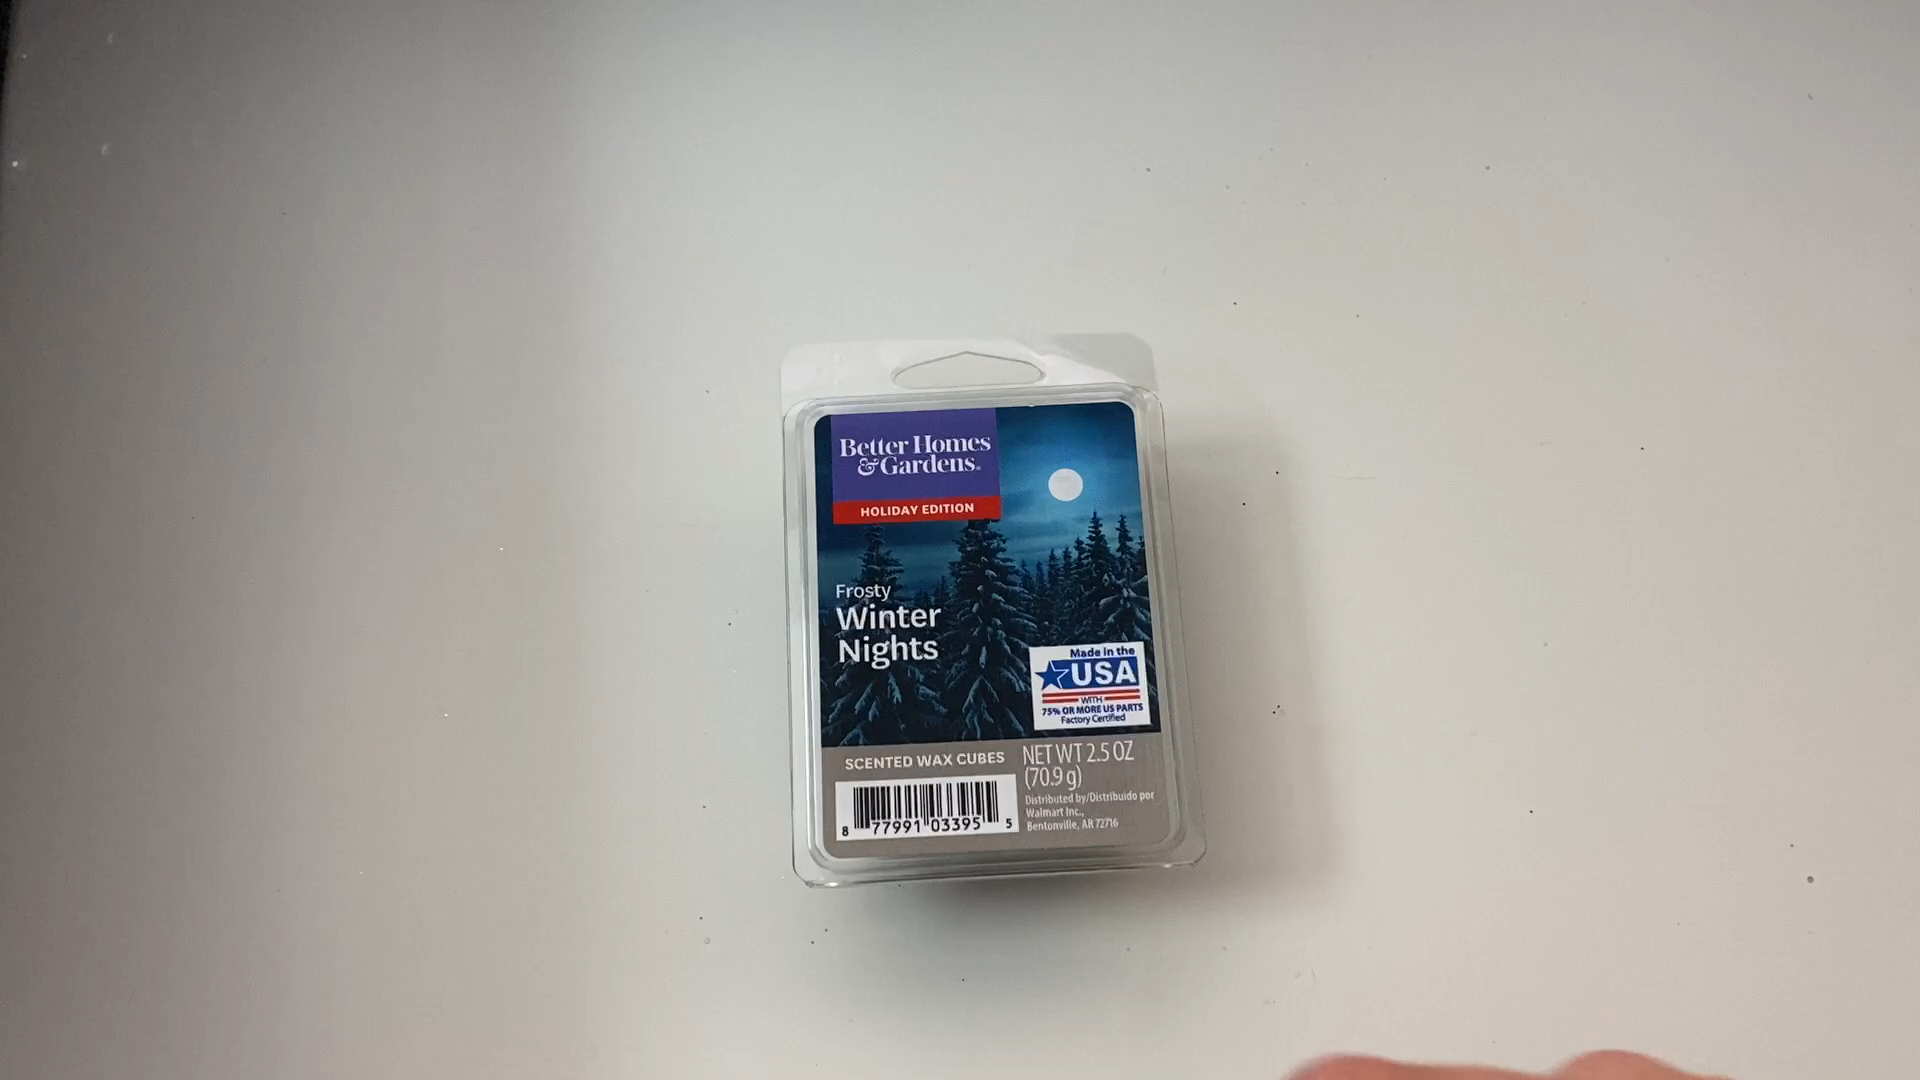 Better Homes
& Gardens
HOLIDAY EDITION
Frosty
Winter
Nights
Made in the
USA
WITH
75% OR MORE US PARTS
Factory Certified
SCENTED WAX CUBES
NET WT 2.5 OZ
(70.9 g)
Distributed by/Distribuido por
Walmart Inc.,
Bentonville, AR 72716
8 77991 03395 5